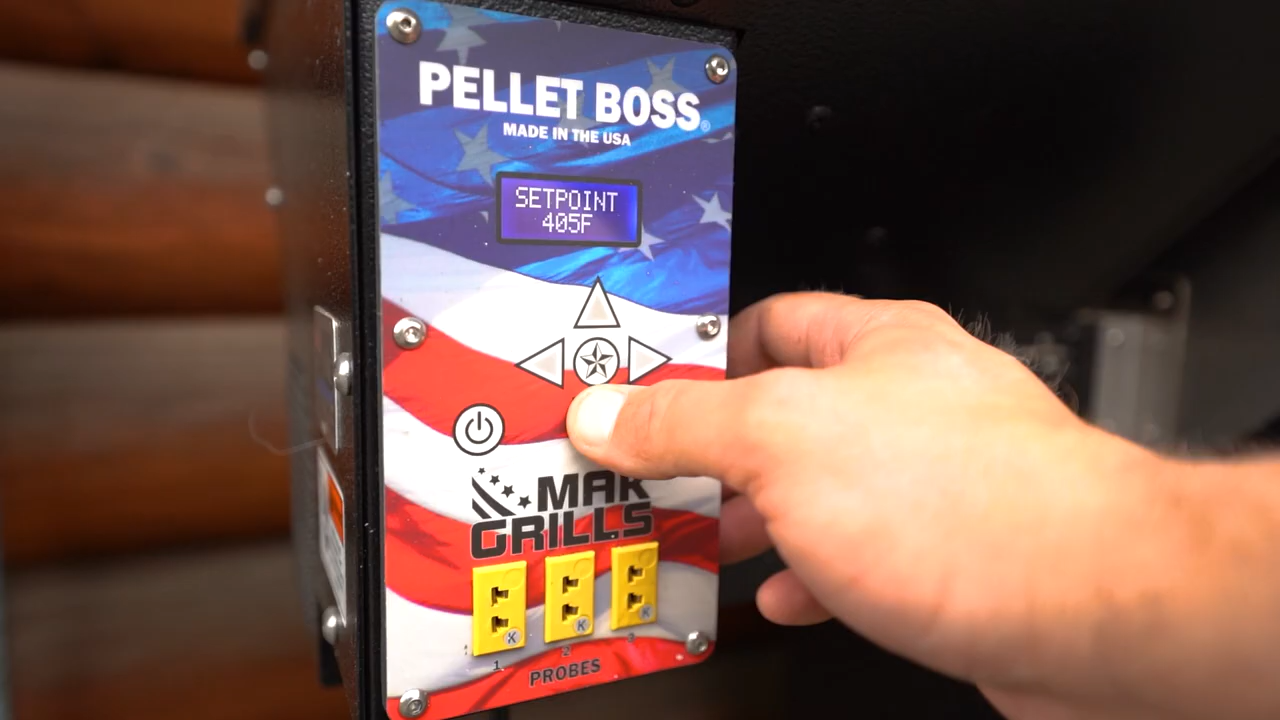 PELLET BOSS®
MADE IN THE USA
SETPOINT
405F
MAK
GRILLS
K K K
1 2 3
PROBES